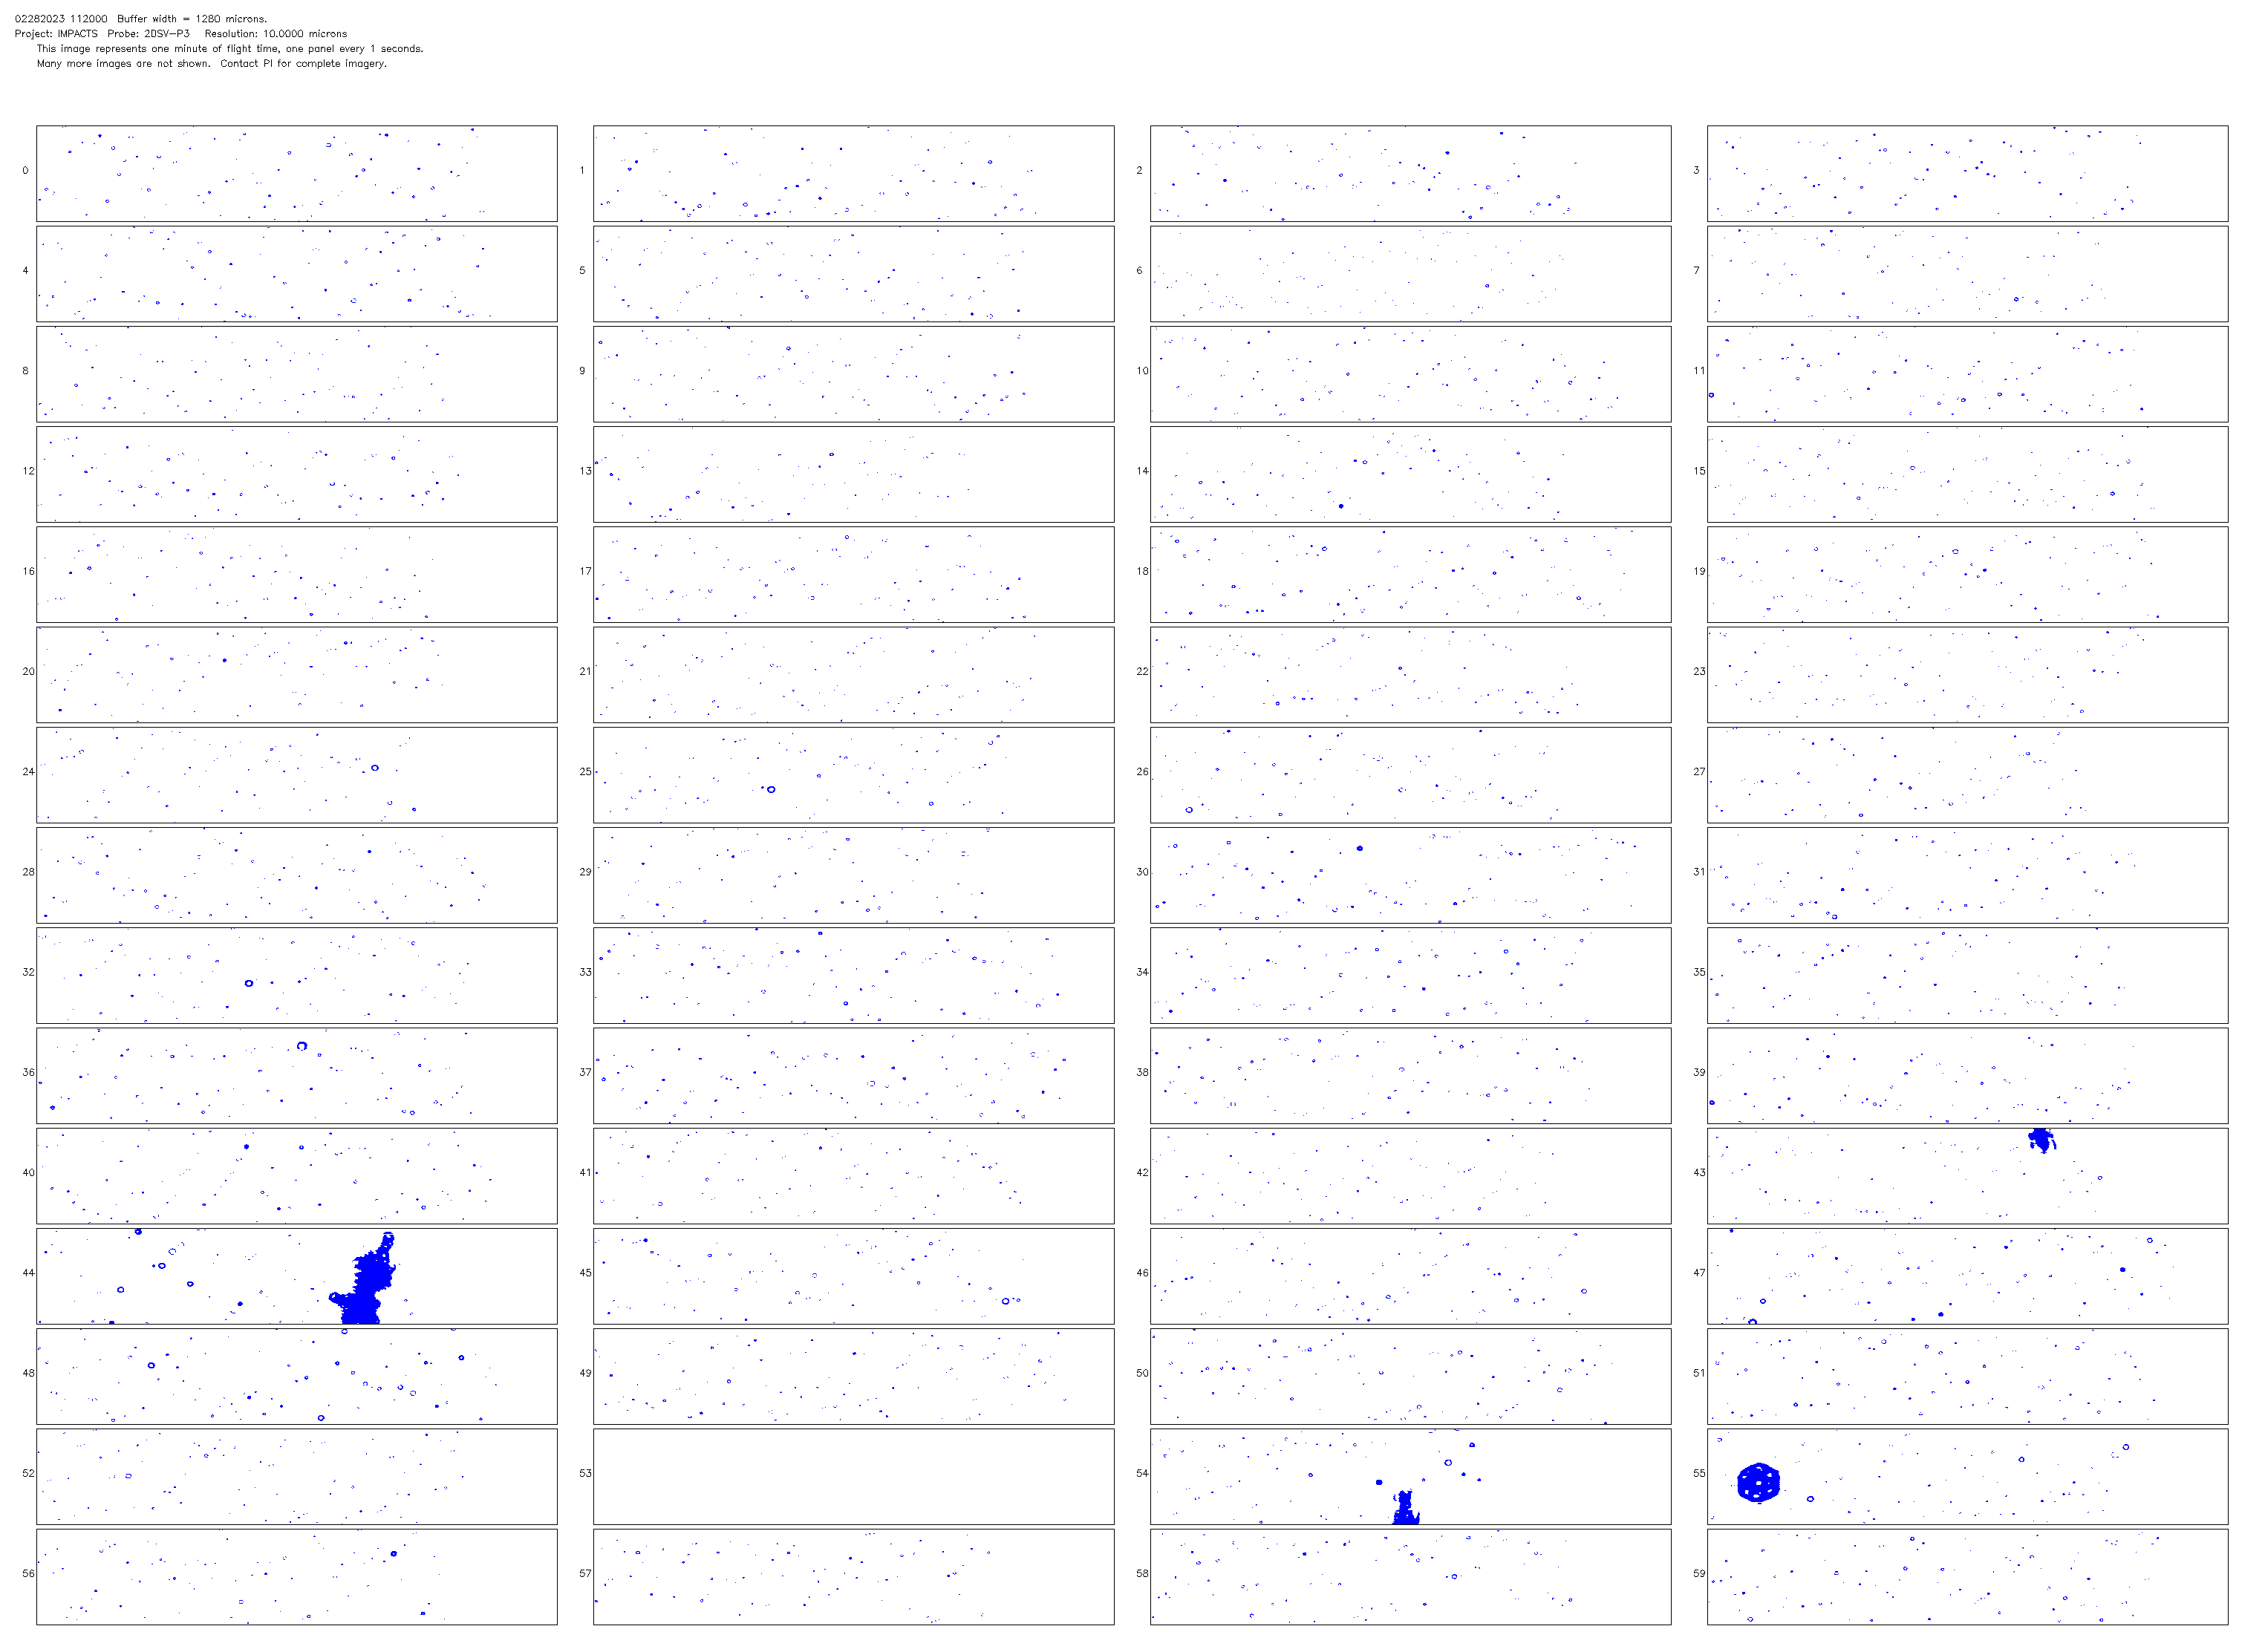 02282023 112000  Buffer width = 1280 microns.
Project: IMPACTS  Probe: 2DSV-P3   Resolution: 10.0000 microns
This image represents one minute of flight time, one panel every 1 seconds.
Many more images are not shown.  Contact PI for complete imagery.
0 1 2 3
4 5 6 7
8 9 10 11
12 13 14 15
16 17 18 19
20 21 22 23
24 25 26 27
28 29 30 31
32 33 34 35
36 37 38 39
40 41 42 43
44 45 46 47
48 49 50 51
52 53 54 55
56 57 58 59